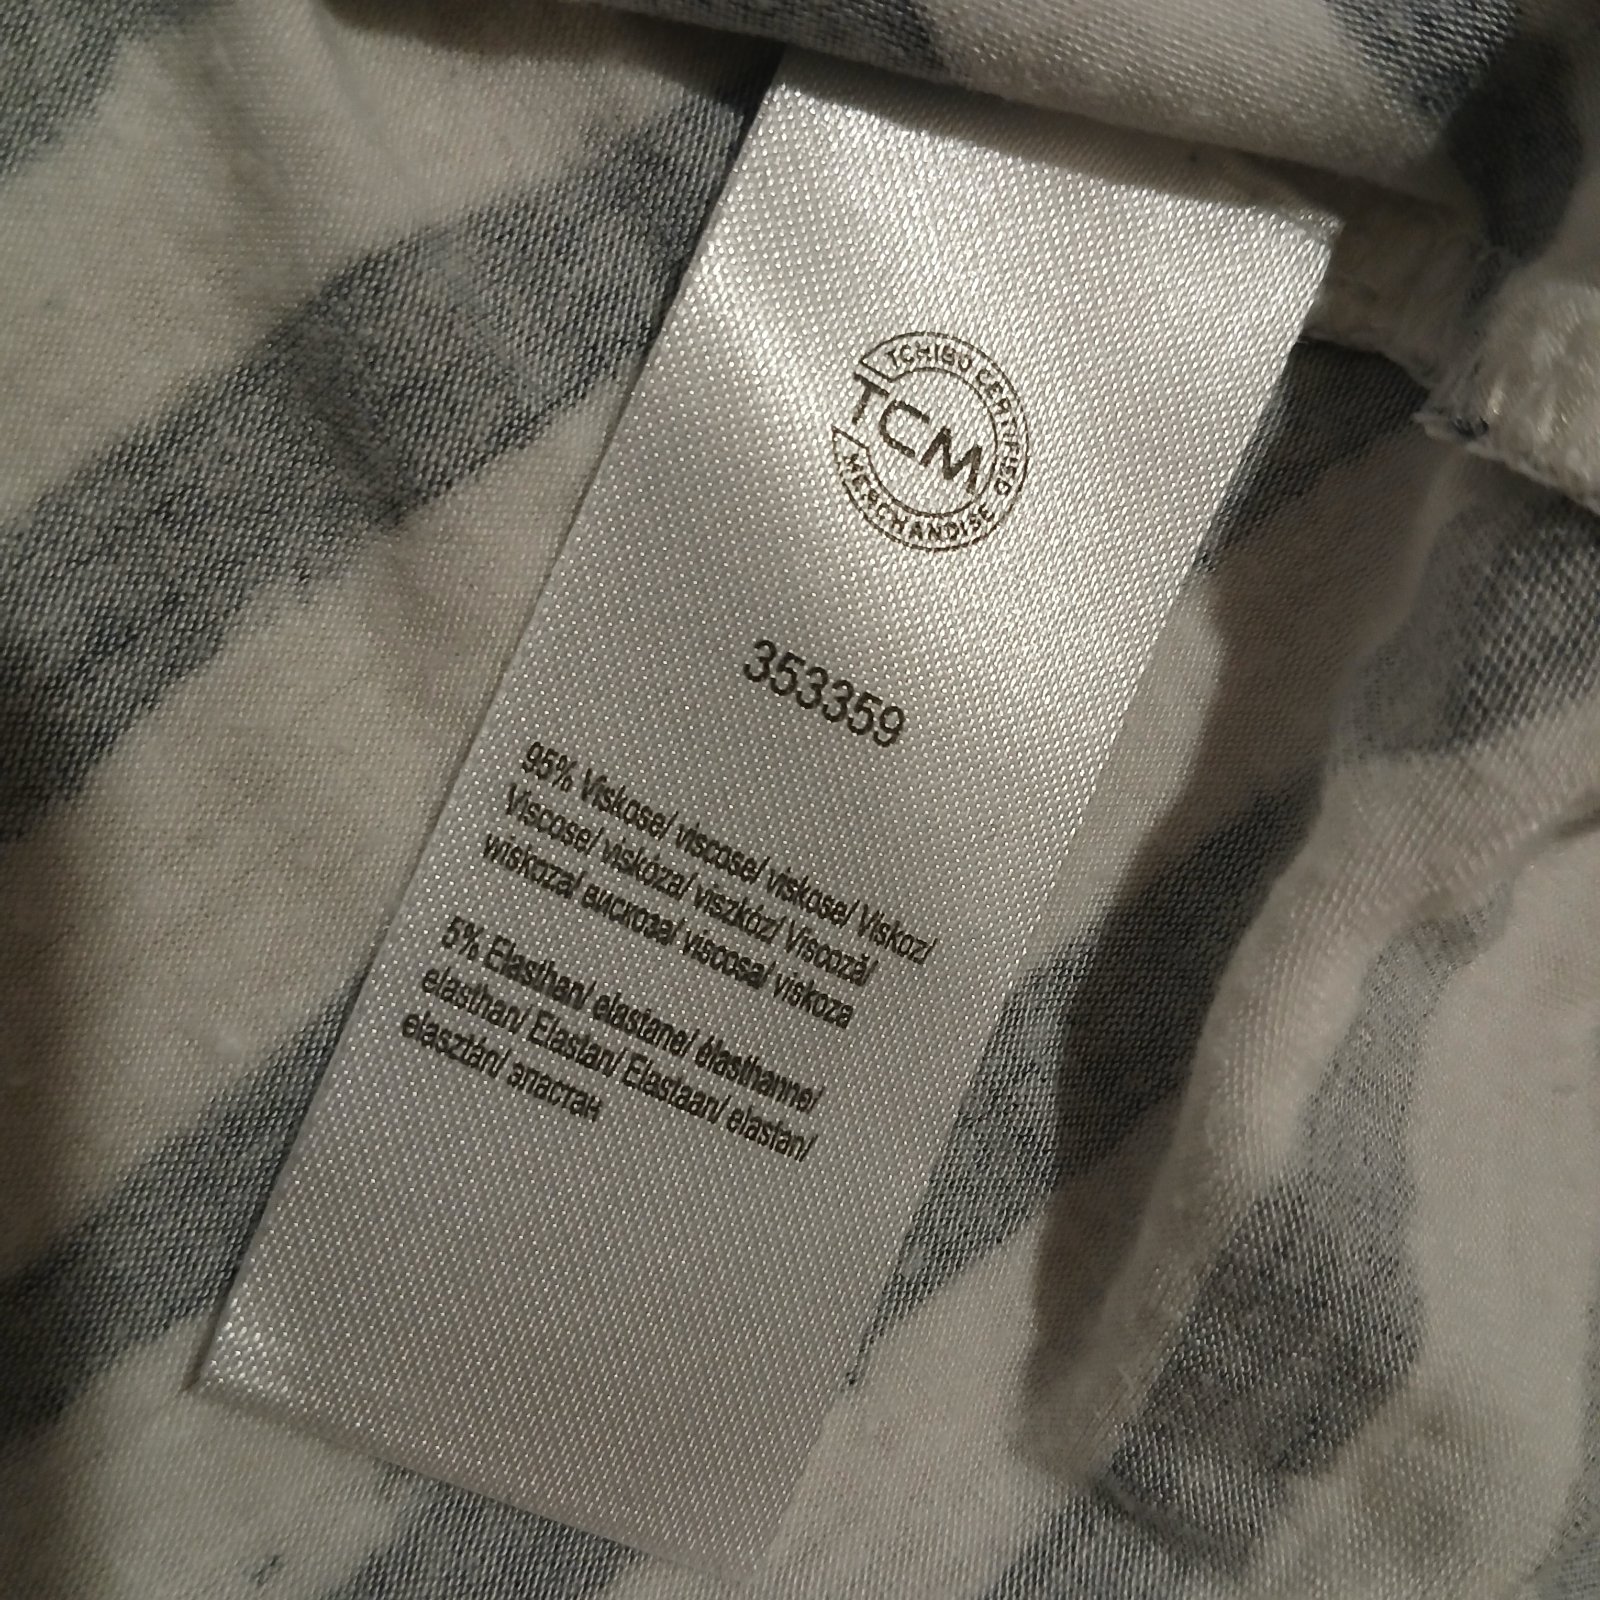 TCHIBO CERTIFIED
TCM
MERCHANDISE
353359
95% Viskose/ viscose/ viskose/ Viskoz/
Viscose/ viskóza/ viszkóz/ Viscoză/
wiskoza/ вискоза/ viscosa/ viskoza
5% Elasthan/ elastane/ élasthanne/
elasthan/ Elastan/ Elastaan/ elastan/
elasztán/ эластан